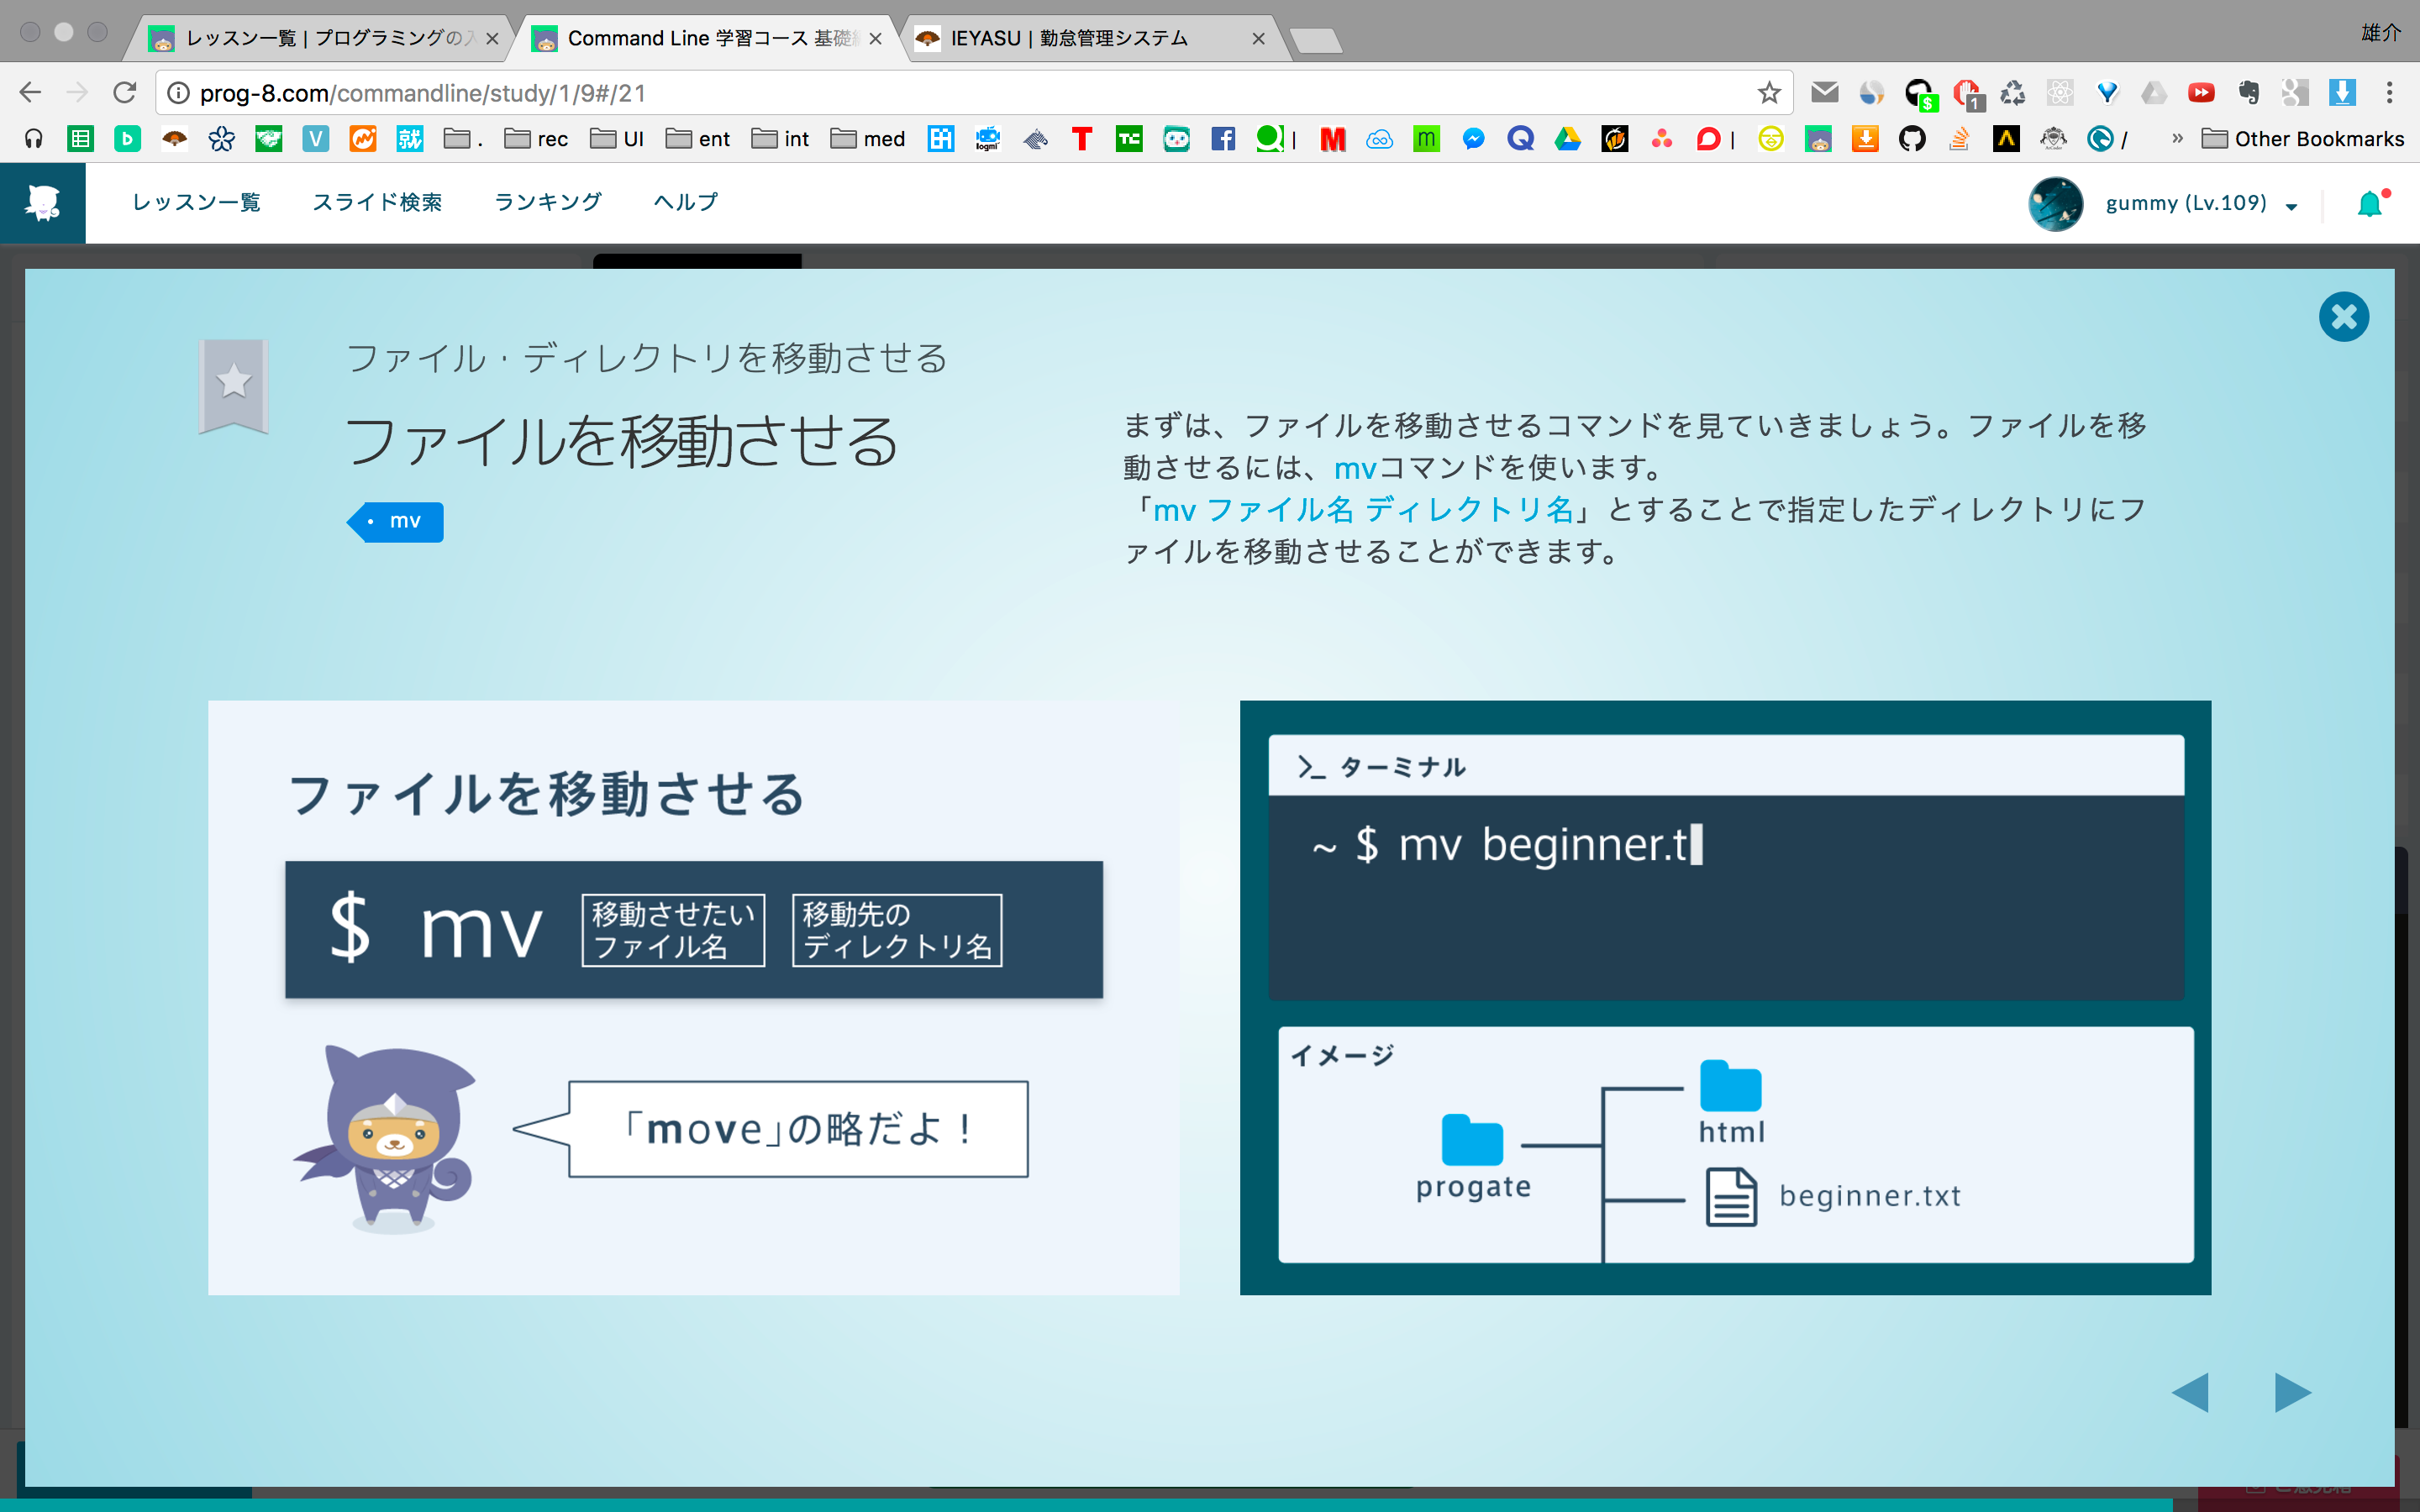 レッスン一覧 | プログラミングの入
Command Line 学習コース 基礎編
IEYASU | 勤怠管理システム
雄介
prog-8.com/commandline/study/1/9#/21
$
1
b
V
就
.
rec
UI
ent
int
med
logmi
T
TC
|
M
m
Q
|
/
»
Other Bookmarks
レッスン一覧
スライド検索
ランキング
ヘルプ
gummy (Lv.109)
ファイル・ディレクトリを移動させる
ファイルを移動させる
mv
まずは、ファイルを移動させるコマンドを見ていきましょう。ファイルを移
動させるには、mvコマンドを使います。
「mv ファイル名 ディレクトリ名」とすることで指定したディレクトリにフ
ァイルを移動させることができます。
ファイルを移動させる
$ mv
移動させたい
ファイル名
移動先の
ディレクトリ名
「move」の略だよ！
>_ ターミナル
~ $ mv beginner.t
イメージ
html
progate
beginner.txt